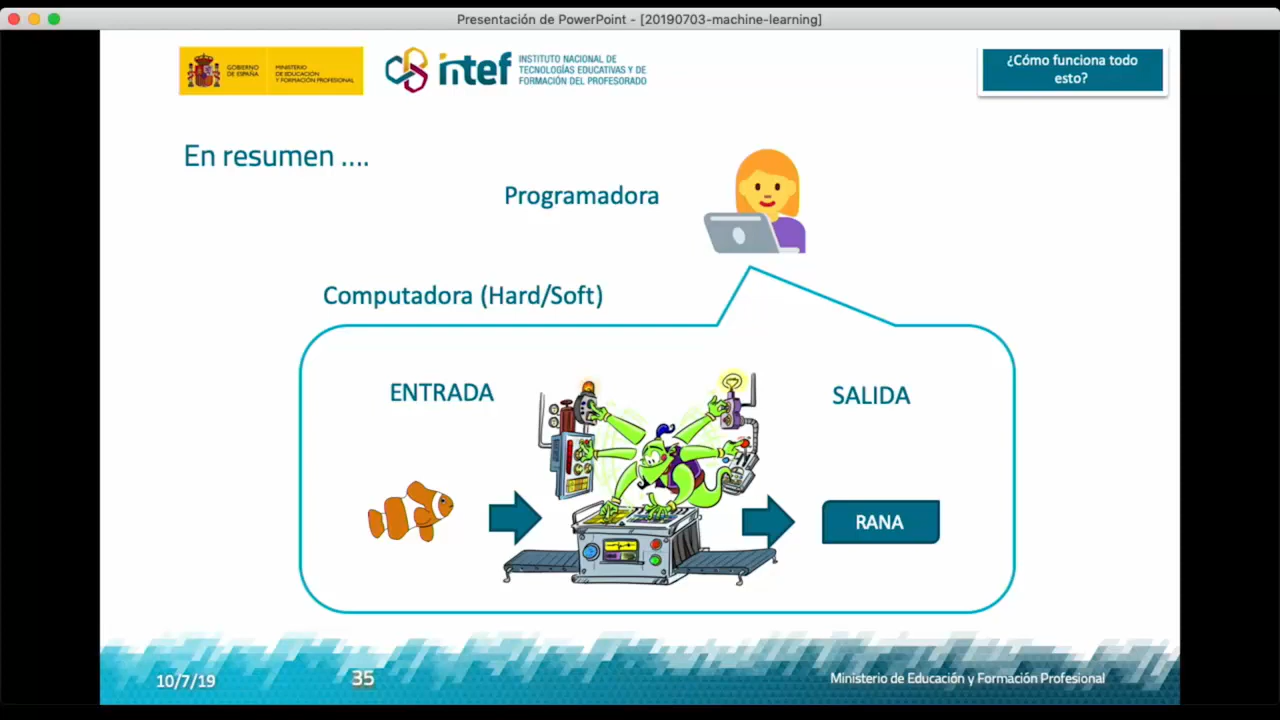 Presentación de PowerPoint - [20190703-machine-learning]
GOBIERNO
DE ESPAÑA
MINISTERIO
DE EDUCACIÓN
Y FORMACIÓN PROFESIONAL
intef
INSTITUTO NACIONAL DE
TECNOLOGÍAS EDUCATIVAS Y DE
FORMACIÓN DEL PROFESORADO
¿Cómo funciona todo
esto?
En resumen ....
Programadora
Computadora (Hard/Soft)
ENTRADA
SALIDA
RANA
10/7/19
35
Ministerio de Educación y Formación Profesional